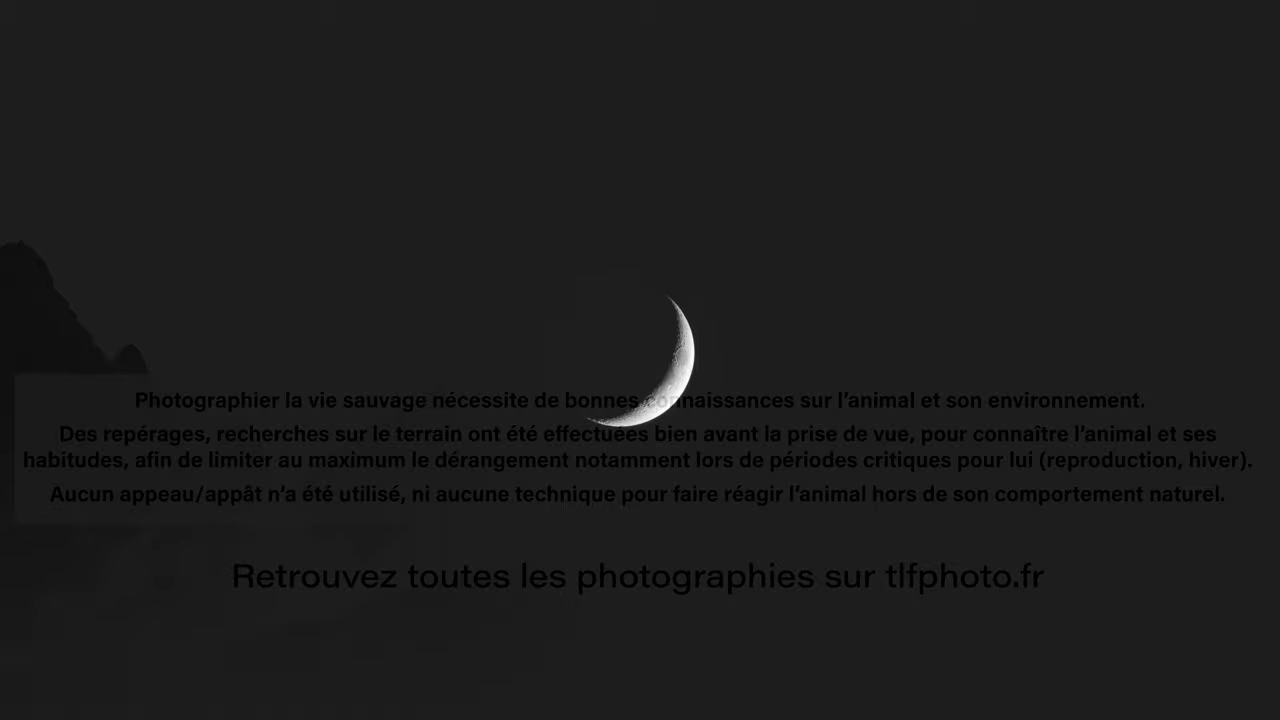 Photographier la vie sauvage nécessite de bonnes connaissances sur l’animal et son environnement.
Des repérages, recherches sur le terrain ont été effectuées bien avant la prise de vue, pour connaître l’animal et ses
habitudes, afin de limiter au maximum le dérangement notamment lors de périodes critiques pour lui (reproduction, hiver).
Aucun appeau/appât n’a été utilisé, ni aucune technique pour faire réagir l’animal hors de son comportement naturel.
Retrouvez toutes les photographies sur tlfphoto.fr